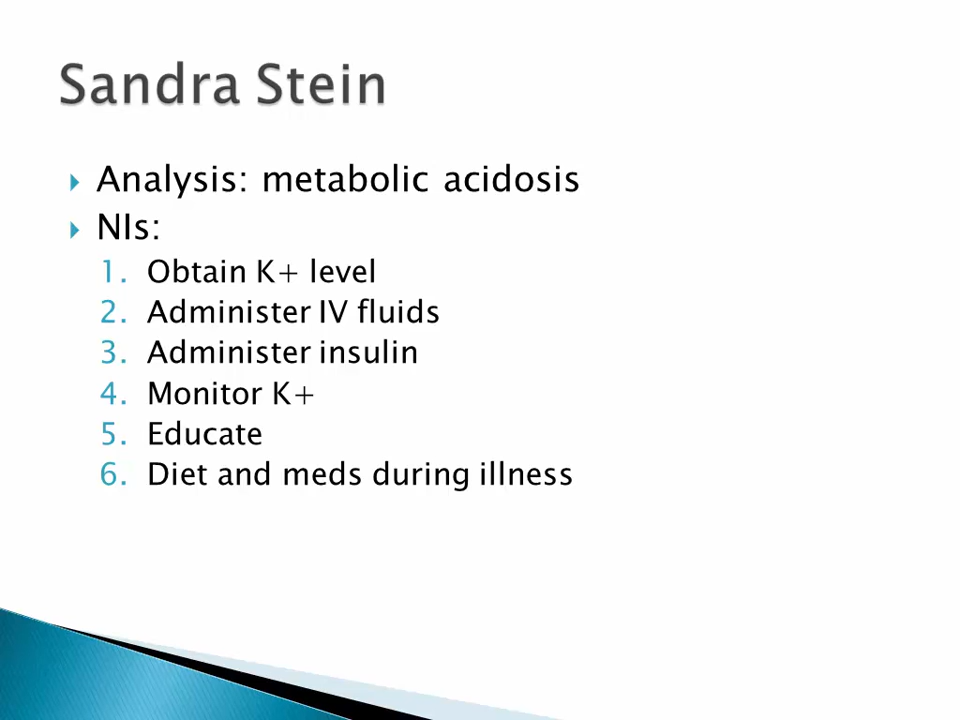 Sandra Stein
Analysis: metabolic acidosis
NIs:
1. Obtain K+ level
2. Administer IV fluids
3. Administer insulin
4. Monitor K+
5. Educate
6. Diet and meds during illness